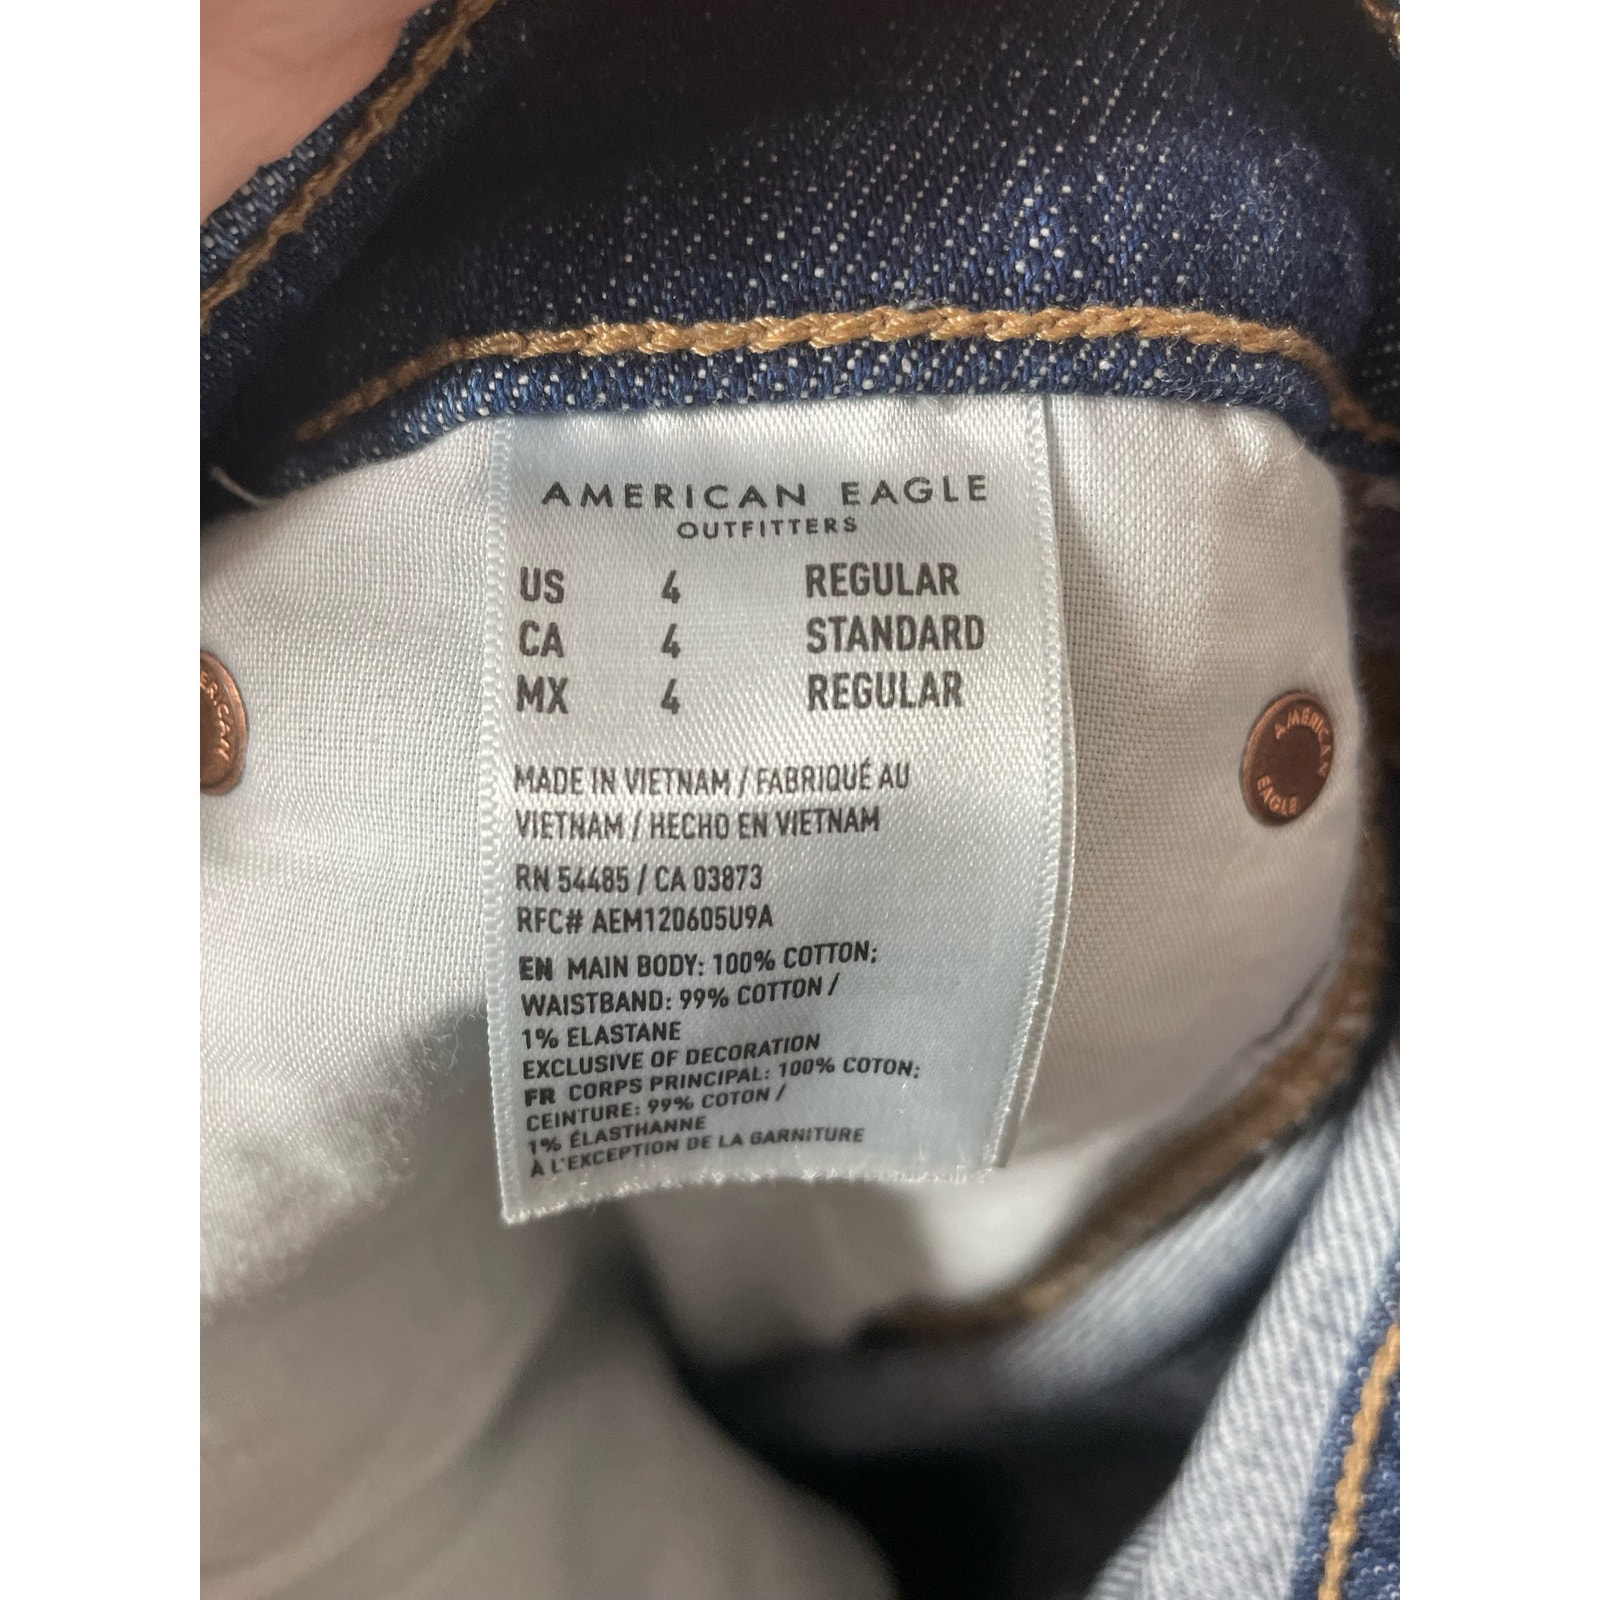 AMERICAN EAGLE
OUTFITTERS
US 4 REGULAR
CA 4 STANDARD
MX 4 REGULAR
MADE IN VIETNAM / FABRIQUÉ AU
VIETNAM / HECHO EN VIETNAM
RN 54485 / CA 03873
RFC# AEM120605U9A
EN MAIN BODY: 100% COTTON;
WAISTBAND: 99% COTTON /
1% ELASTANE
EXCLUSIVE OF DECORATION
FR CORPS PRINCIPAL: 100% COTON;
CEINTURE: 99% COTON /
1% ÉLASTHANNE
À L'EXCEPTION DE LA GARNITURE
AMERICAN
EAGLE